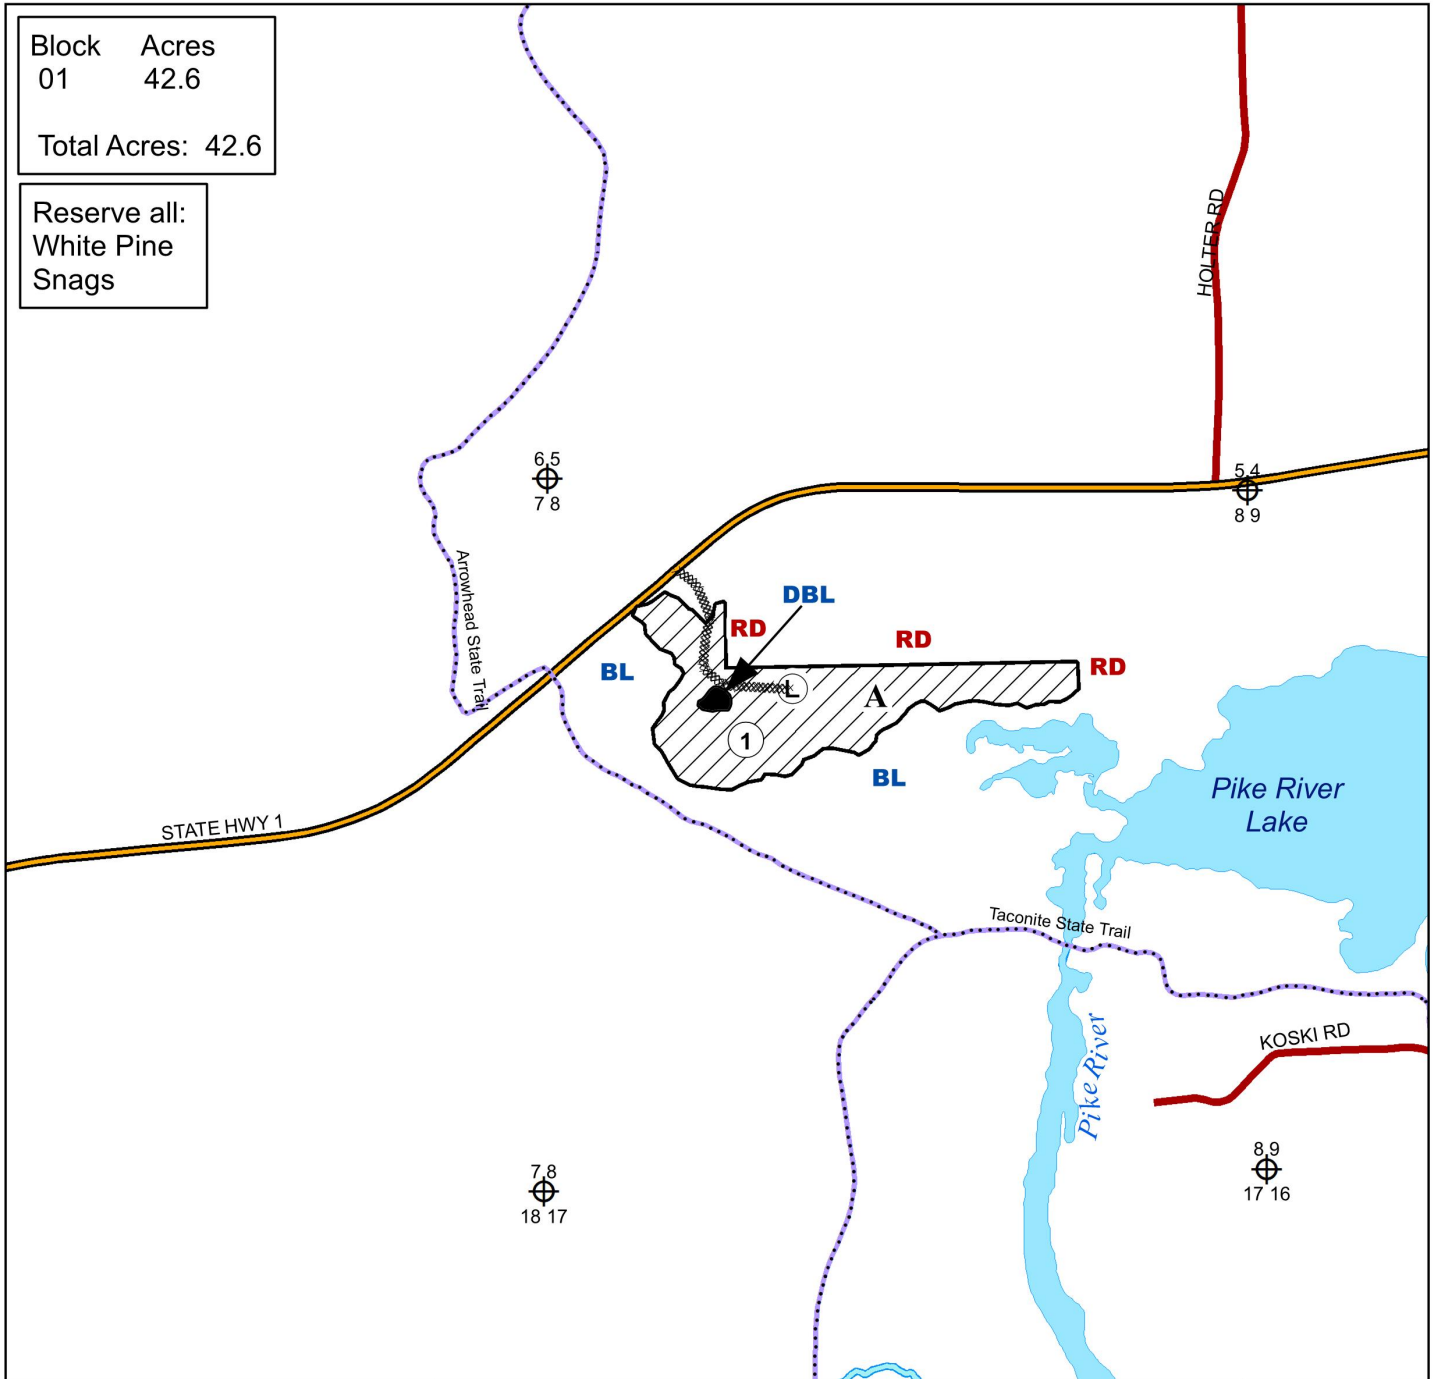 Block Acres
01 42.6
Total Acres: 42.6
Reserve all:
White Pine
Snags
HOLTER RD
6 5
7 8
5 4
8 9
Arrowhead State Trail
DBL
RD
RD
RD
BL
L
A
1
BL
Pike River
Lake
STATE HWY 1
Taconite State Trail
Pike River
KOSKI RD
7 8
18 17
8 9
17 16